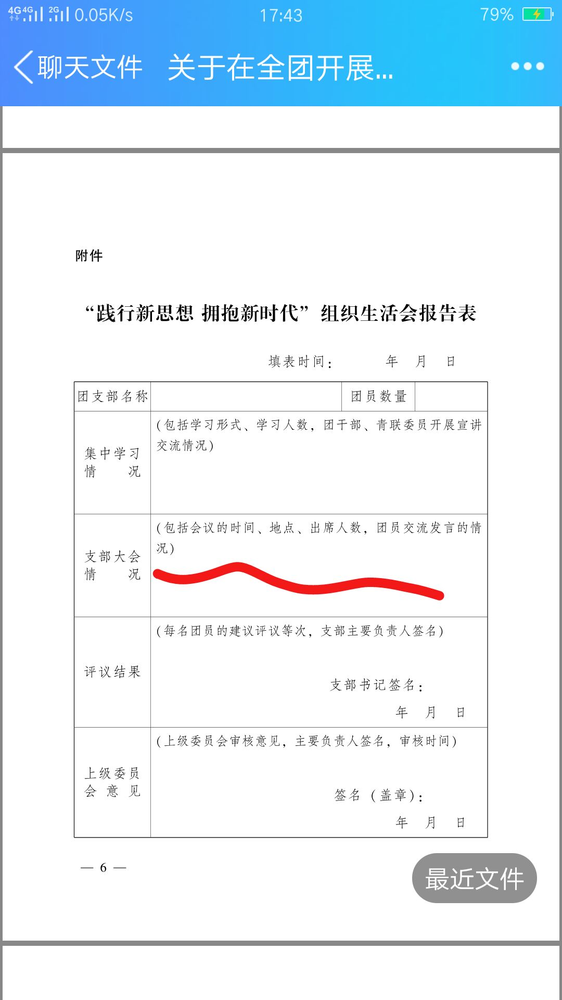 4G 4G 2G 0.05K/s 17:43 79%
聊天文件 关于在全团开展...
附件
“践行新思想 拥抱新时代”组织生活会报告表
填表时间： 年 月 日
团支部名称 团员数量
集中学习
情 况
(包括学习形式、学习人数，团干部、青联委员开展宣讲
交流情况)
支部大会
情 况
(包括会议的时间、地点、出席人数，团员交流发言的情
况)
评议结果
(每名团员的建议评议等次，支部主要负责人签名)
支部书记签名：
年 月 日
上级委员
会 意 见
(上级委员会审核意见，主要负责人签名，审核时间)
签名（盖章）：
年 月 日
— 6 —
最近文件